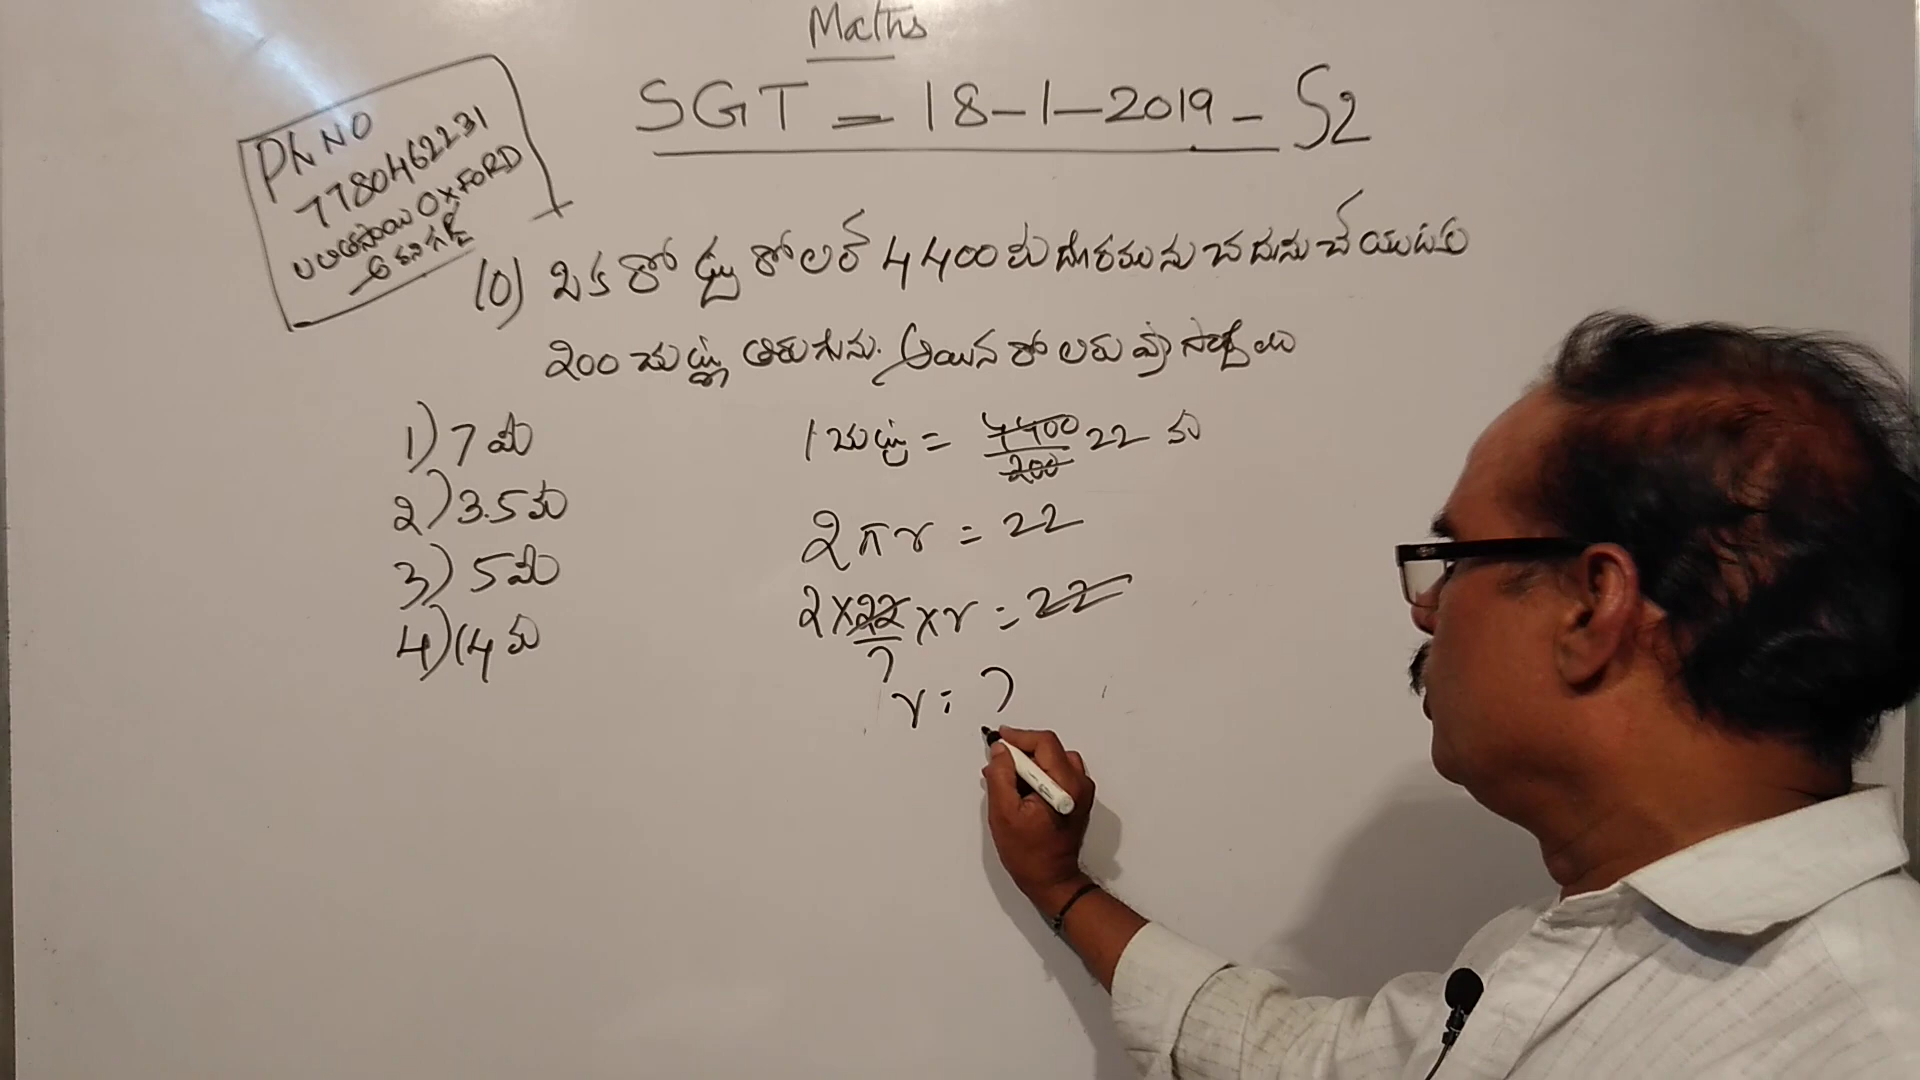 Maths
SGT = 18-1-2019 - S2
Ph NO
7780462231
OXFORD
10) ఒక రోడ్డు రోలర్ 4400 మీ దూరమును చదును చేయుటకు
200 చుట్లు తిరుగును. అయిన రోలరు వ్యాసార్ధం
1) 7 మీ
2) 3.5 మీ
3) 5 మీ
4) 14 మీ
1 చుట్టు = 4400/200 22 మీ
2πr = 22
2×22/7×r = 22
r = 7